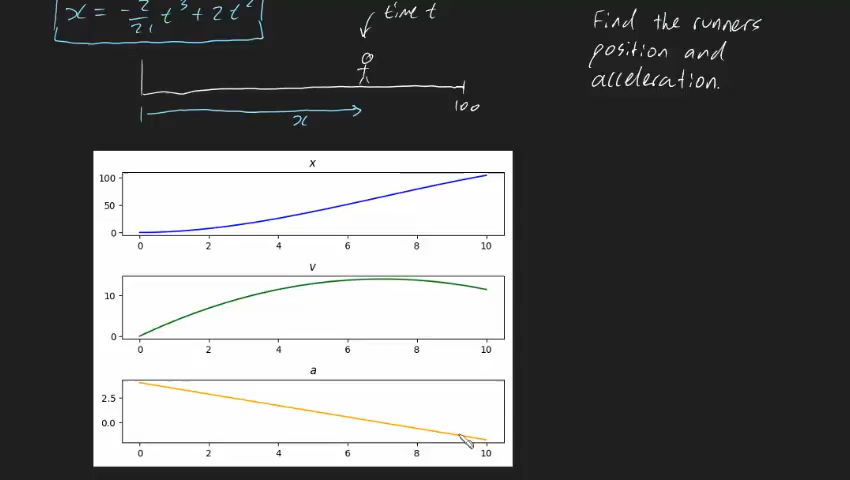 x = -2/21 t³ + 2t²
time t
Find the runners
position and
acceleration.
100
x
x
100
50
0
0 2 4 6 8 10
v
10
0
0 2 4 6 8 10
a
2.5
0.0
0 2 4 6 8 10